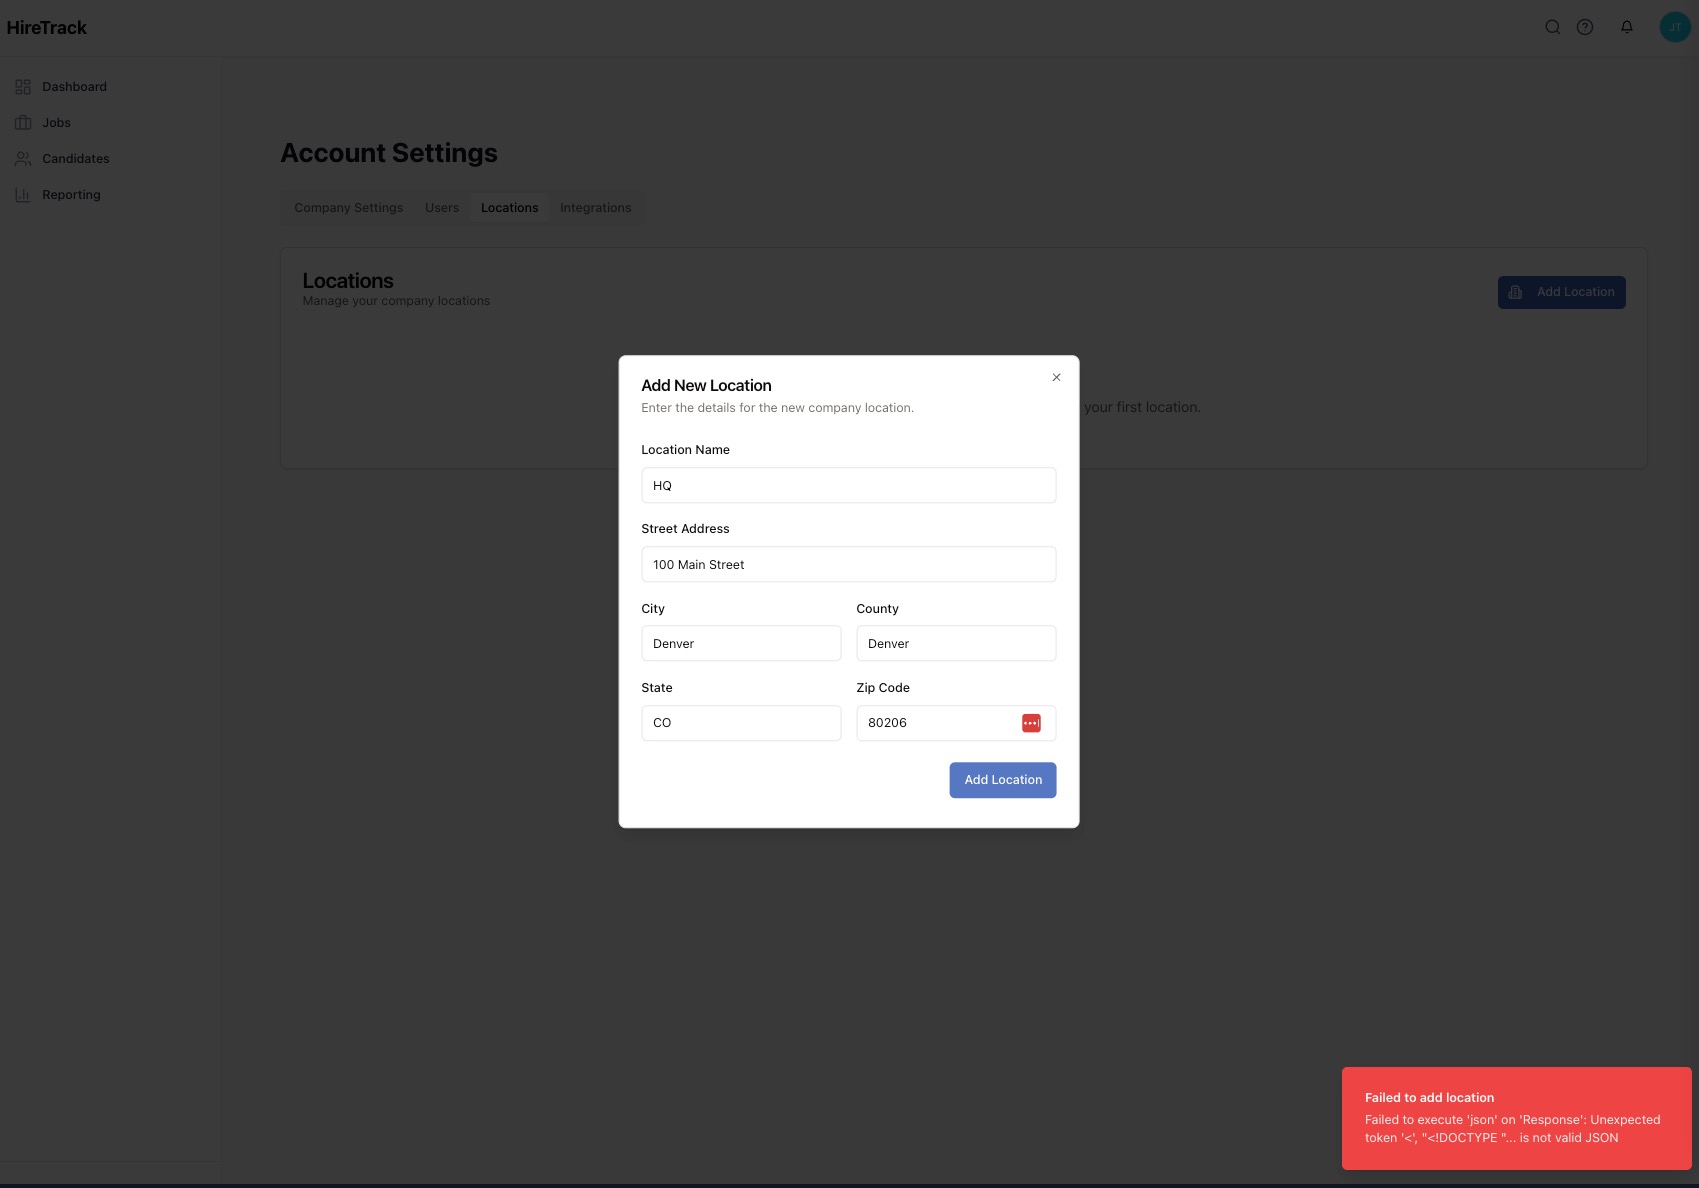 HireTrack
JT
Dashboard
Jobs
Candidates
Reporting
Account Settings
Company Settings
Users
Locations
Integrations
Locations
Manage your company locations
Add Location
your first location.
Add New Location
Enter the details for the new company location.
Location Name
HQ
Street Address
100 Main Street
City
County
Denver
Denver
State
Zip Code
CO
80206
Add Location
Failed to add location
Failed to execute 'json' on 'Response': Unexpected
token '<', "<!DOCTYPE "... is not valid JSON